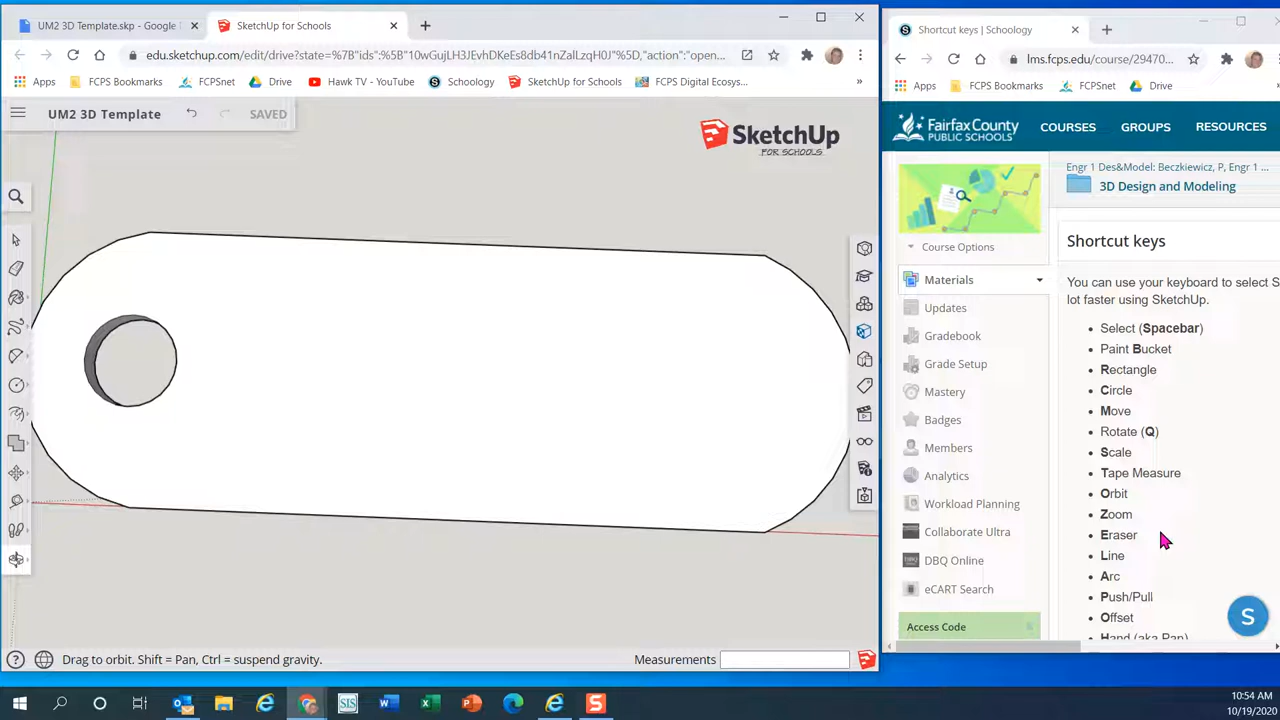 UM2 3D Template.skp - Google
SketchUp for Schools
edu.sketchup.com/edit/drive?state=%7B"ids":%5B"10wGujLH3JEvhDKeEs8db41nZalLzqH0J"%5D,"action":"open...
Apps
FCPS Bookmarks
FCPSnet
Drive
Hawk TV - YouTube
Schoology
SketchUp for Schools
FCPS Digital Ecosy...
UM2 3D Template
SAVED
SketchUp
FOR SCHOOLS
Drag to orbit. Shift = Pan, Ctrl = suspend gravity.
Measurements
Shortcut keys | Schoology
lms.fcps.edu/course/29470...
Apps
FCPS Bookmarks
FCPSnet
Drive
Fairfax County
PUBLIC SCHOOLS
COURSES
GROUPS
RESOURCES
Course Options
Materials
Updates
Gradebook
Grade Setup
Mastery
Badges
Members
Analytics
Workload Planning
Collaborate Ultra
DBQ Online
eCART Search
Access Code
Engr 1 Des&Model: Beczkiewicz, P, Engr 1 ...
3D Design and Modeling
Shortcut keys
You can use your keyboard to select S
lot faster using SketchUp.
• Select (Spacebar)
• Paint Bucket
• Rectangle
• Circle
• Move
• Rotate (Q)
• Scale
• Tape Measure
• Orbit
• Zoom
• Eraser
• Line
• Arc
• Push/Pull
• Offset
• Hand (aka Pan)
S
SIS
10:54 AM
10/19/2020